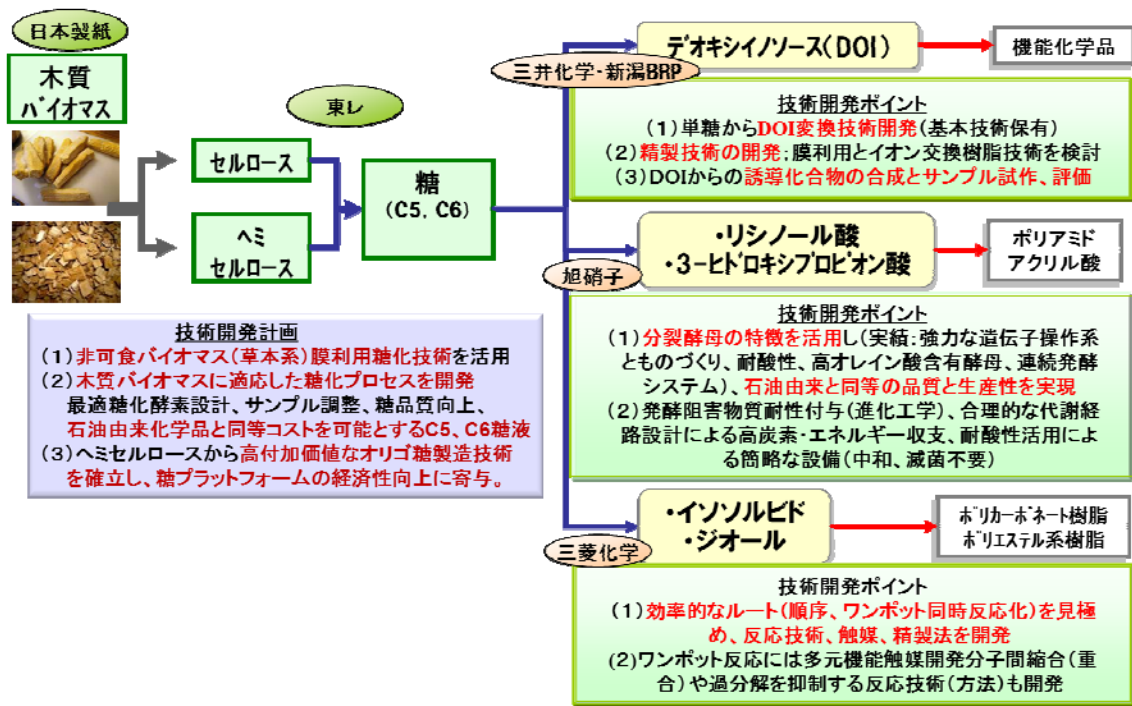 日本製紙
木質
バイオマス
東レ
セルロース
ヘミ
セルロース
糖
(C5, C6)
技術開発計画
(1)非可食バイオマス(草本系)膜利用糖化技術を活用
(2)木質バイオマスに適応した糖化プロセスを開発
最適糖化酵素設計、サンプル調整、糖品質向上、
石油由来化学品と同等コストを可能とするC5、C6糖液
(3)ヘミセルロースから高付加価値なオリゴ糖製造技術
を確立し、糖プラットフォームの経済性向上に寄与。
三井化学・新潟BRP
デオキシイノソース(DOI)
機能化学品
技術開発ポイント
(1)単糖からDOI変換技術開発(基本技術保有)
(2)精製技術の開発;膜利用とイオン交換樹脂技術を検討
(3)DOIからの誘導化合物の合成とサンプル試作、評価
旭硝子
・リシノール酸
・3-ヒドロキシプロピオン酸
ポリアミド
アクリル酸
技術開発ポイント
(1)分裂酵母の特徴を活用し(実績:強力な遺伝子操作系
とものづくり、耐酸性、高オレイン酸含有酵母、連続発酵
システム)、石油由来と同等の品質と生産性を実現
(2)発酵阻害物質耐性付与(進化工学)、合理的な代謝経
路設計による高炭素・エネルギー収支、耐酸性活用によ
る簡略な設備(中和、滅菌不要)
三菱化学
・イソソルビド
・ジオール
ポリカーボネート樹脂
ポリエステル系樹脂
技術開発ポイント
(1)効率的なルート(順序、ワンポット同時反応化)を見極
め、反応技術、触媒、精製法を開発
(2)ワンポット反応には多元機能触媒開発分子間縮合(重
合)や過分解を抑制する反応技術(方法)も開発